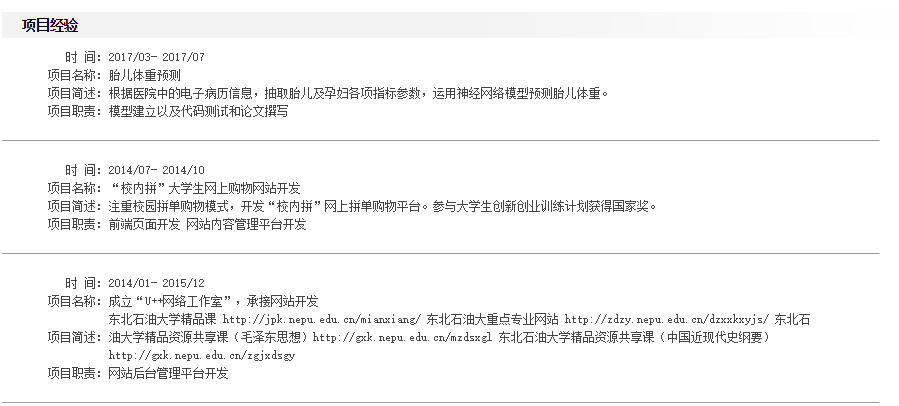 项目经验
时 间：2017/03- 2017/07
项目名称：胎儿体重预测
项目简述：根据医院中的电子病历信息，抽取胎儿及孕妇各项指标参数，运用神经网络模型预测胎儿体重。
项目职责：模型建立以及代码测试和论文撰写
时 间：2014/07- 2014/10
项目名称：“校内拼”大学生网上购物网站开发
项目简述：注重校园拼单购物模式，开发“校内拼”网上拼单购物平台。参与大学生创新创业训练计划获得国家奖。
项目职责：前端页面开发 网站内容管理平台开发
时 间：2014/01- 2015/12
项目名称：成立“U++网络工作室”，承接网站开发
东北石油大学精品课 http://jpk.nepu.edu.cn/mianxiang/ 东北石油大重点专业网站 http://zdzy.nepu.edu.cn/dzxxkxyjs/ 东北石
项目简述：油大学精品资源共享课（毛泽东思想）http://gxk.nepu.edu.cn/mzdsxgl 东北石油大学精品资源共享课（中国近现代史纲要）
http://gxk.nepu.edu.cn/zgjxdsgy
项目职责：网站后台管理平台开发